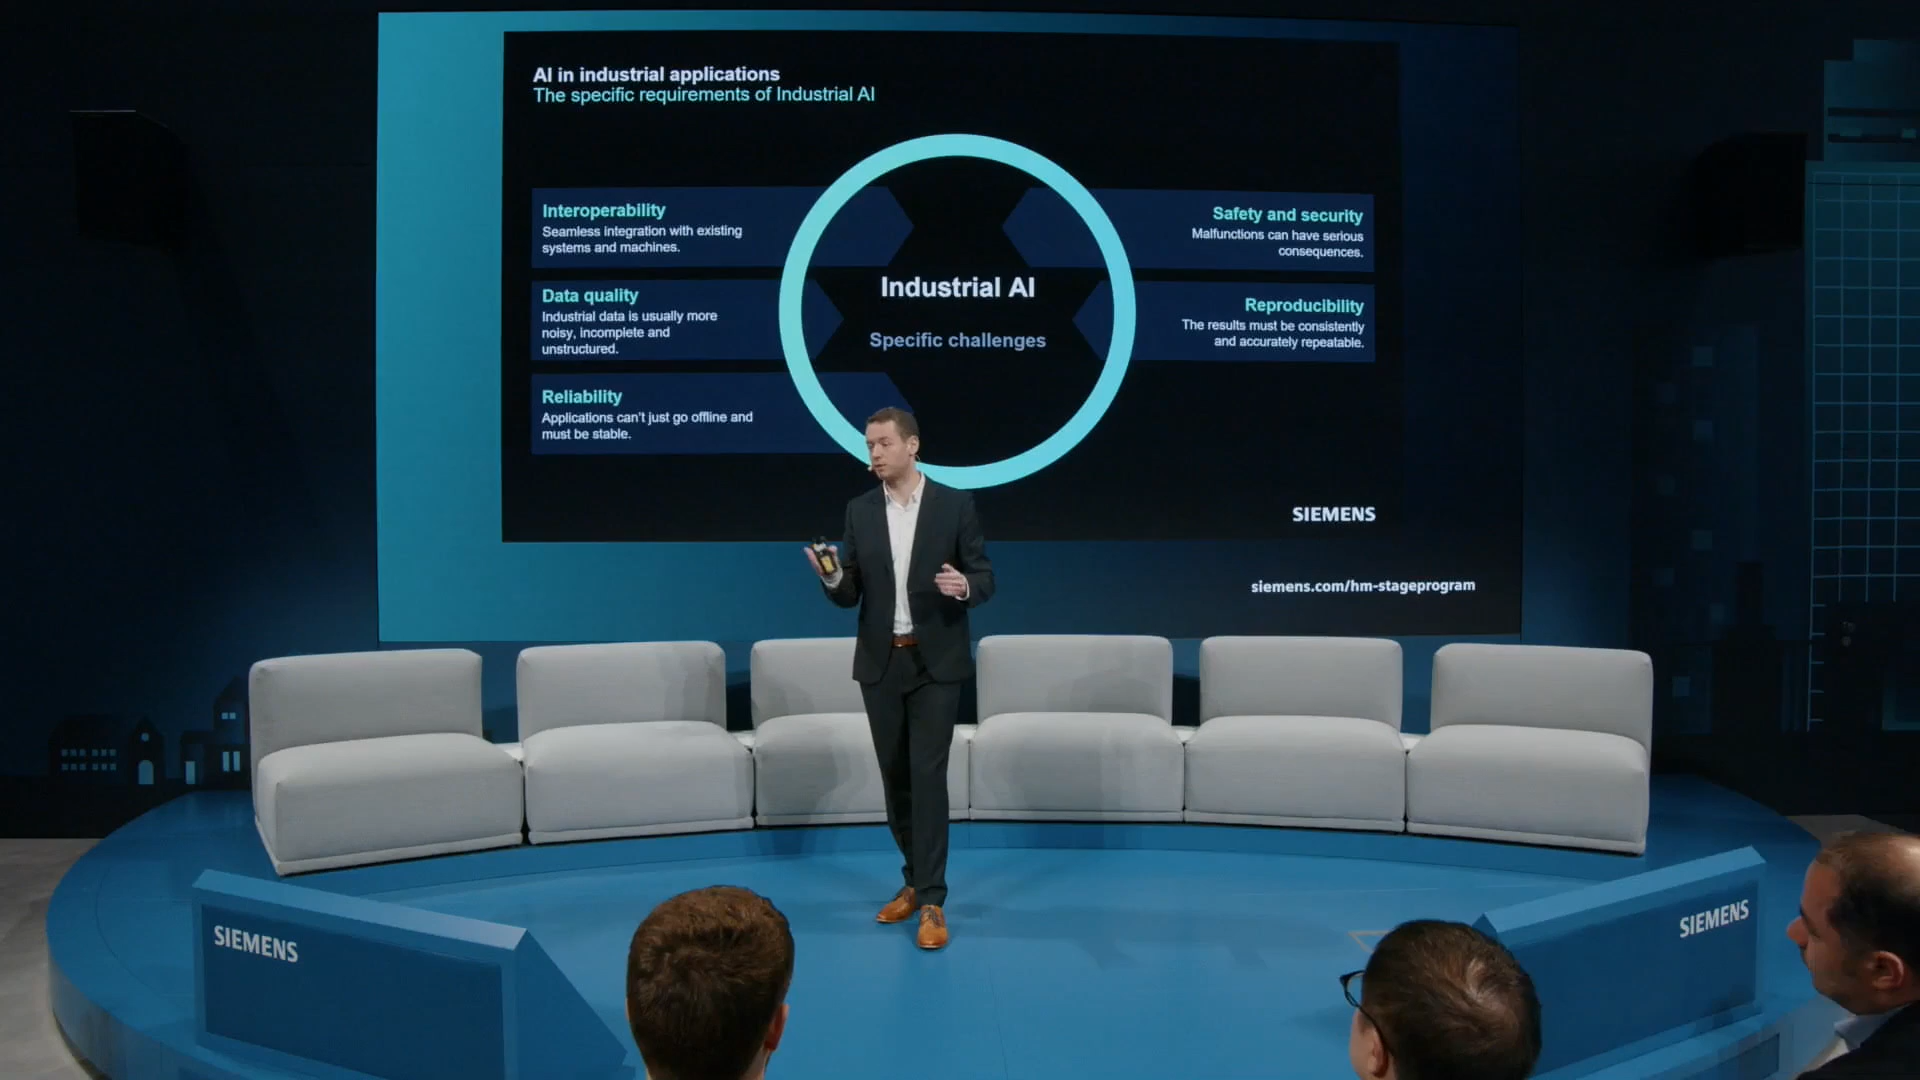 AI in industrial applications
The specific requirements of Industrial AI
Interoperability
Seamless integration with existing
systems and machines.
Data quality
Industrial data is usually more
noisy, incomplete and
unstructured.
Reliability
Applications can't just go offline and
must be stable.
Industrial AI
Specific challenges
Safety and security
Malfunctions can have serious
consequences.
Reproducibility
The results must be consistently
and accurately repeatable.
SIEMENS
siemens.com/hm-stageprogram
SIEMENS
SIEMENS